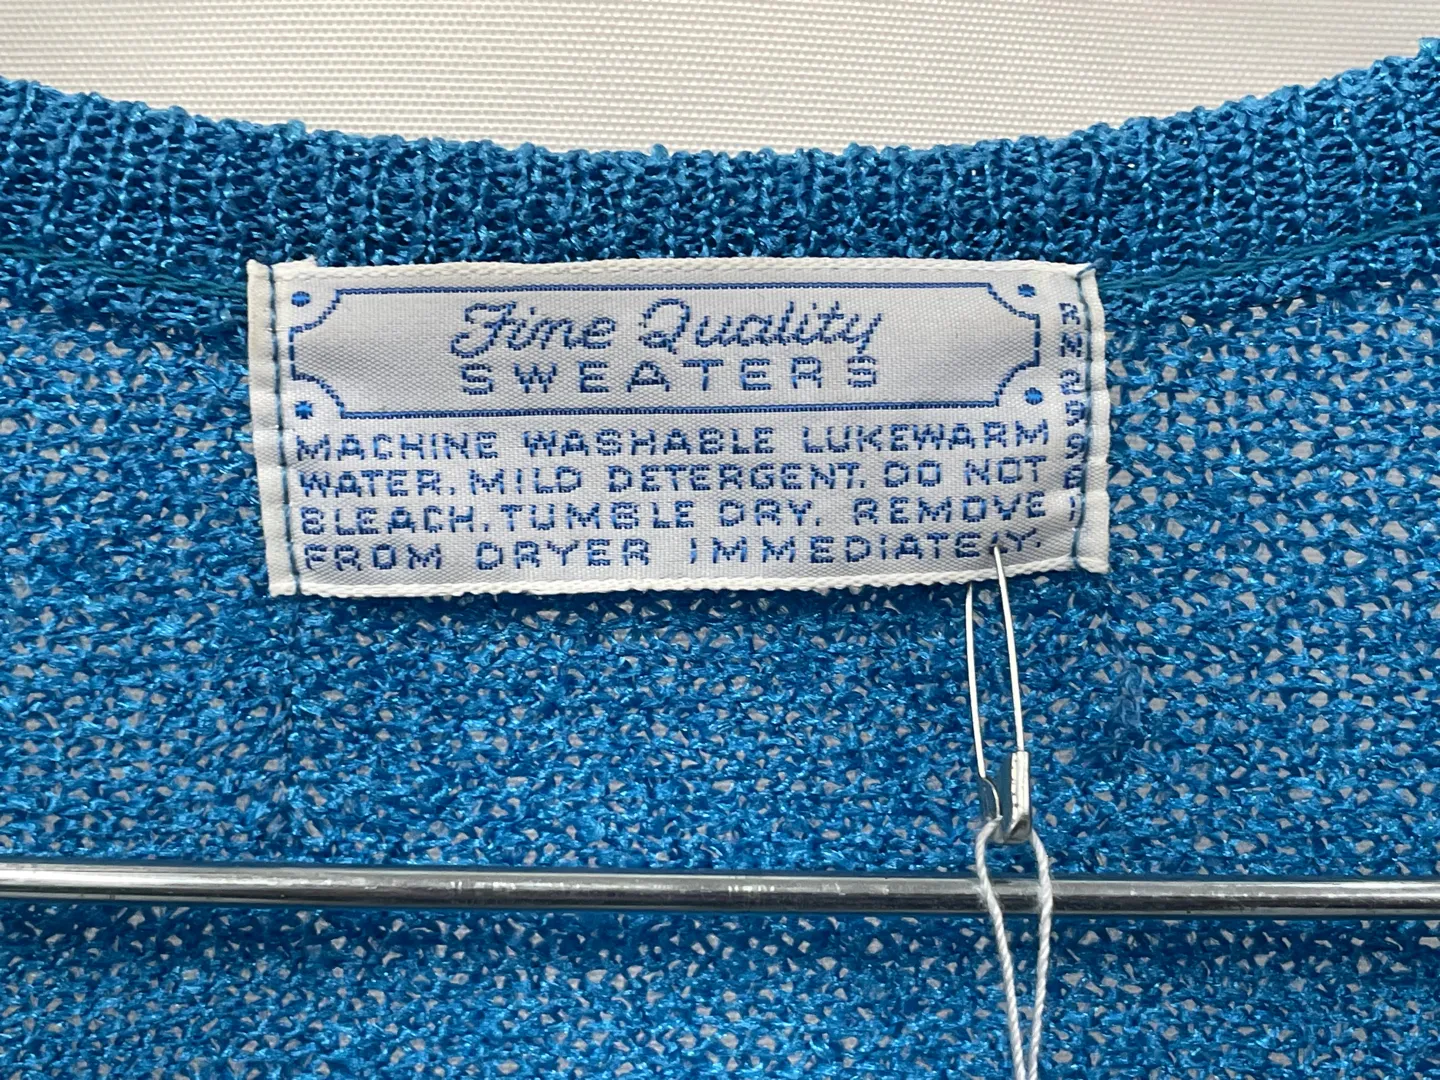 Fine Quality
SWEATERS
MACHINE WASHABLE LUKEWARM
WATER, MILD DETERGENT. DO NOT
BLEACH, TUMBLE DRY. REMOVE
FROM DRYER IMMEDIATELY.